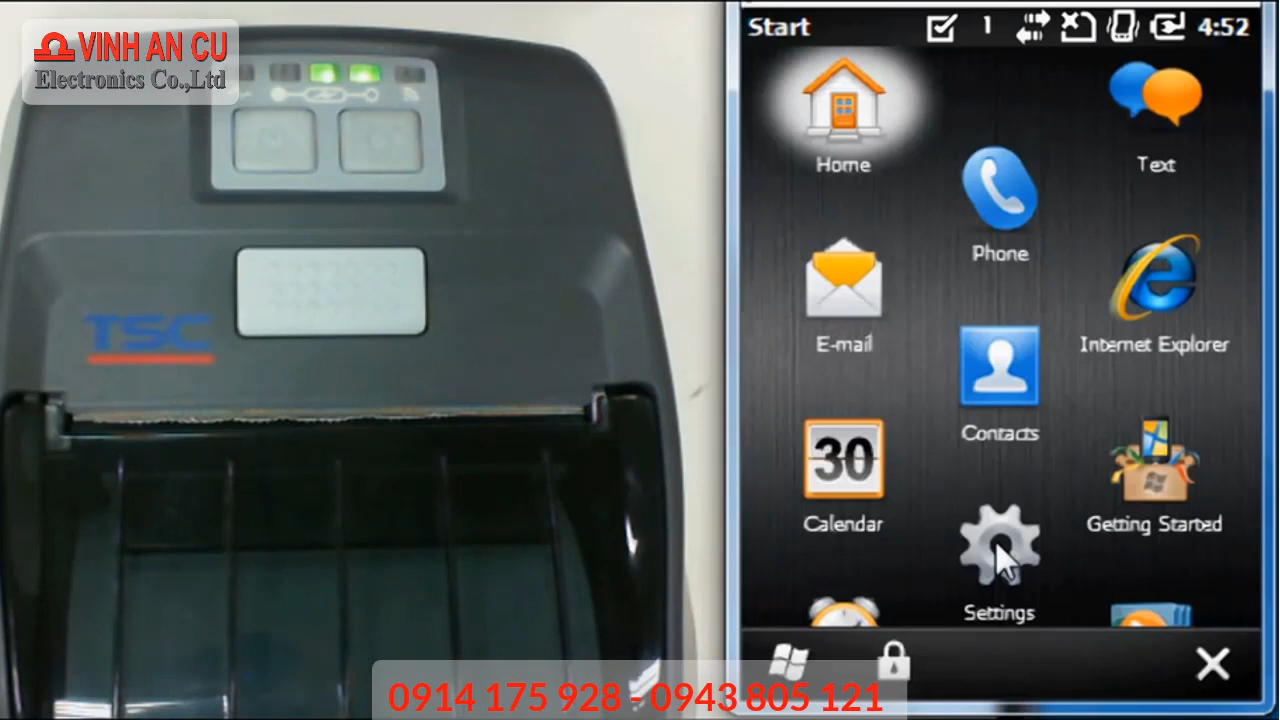 VINH AN CU
Electronics Co.,Ltd
TSC
Start
1
4:52
Home
Text
Phone
E-mail
Internet Explorer
Contacts
30
Calendar
Getting Started
Settings
0914 175 928 - 0943 805 121